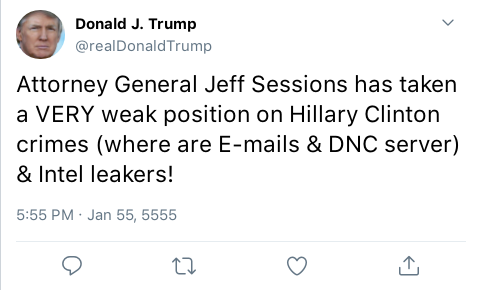 Donald J. Trump
@realDonaldTrump
Attorney General Jeff Sessions has taken
a VERY weak position on Hillary Clinton
crimes (where are E-mails & DNC server)
& Intel leakers!
5:55 PM · Jan 55, 5555